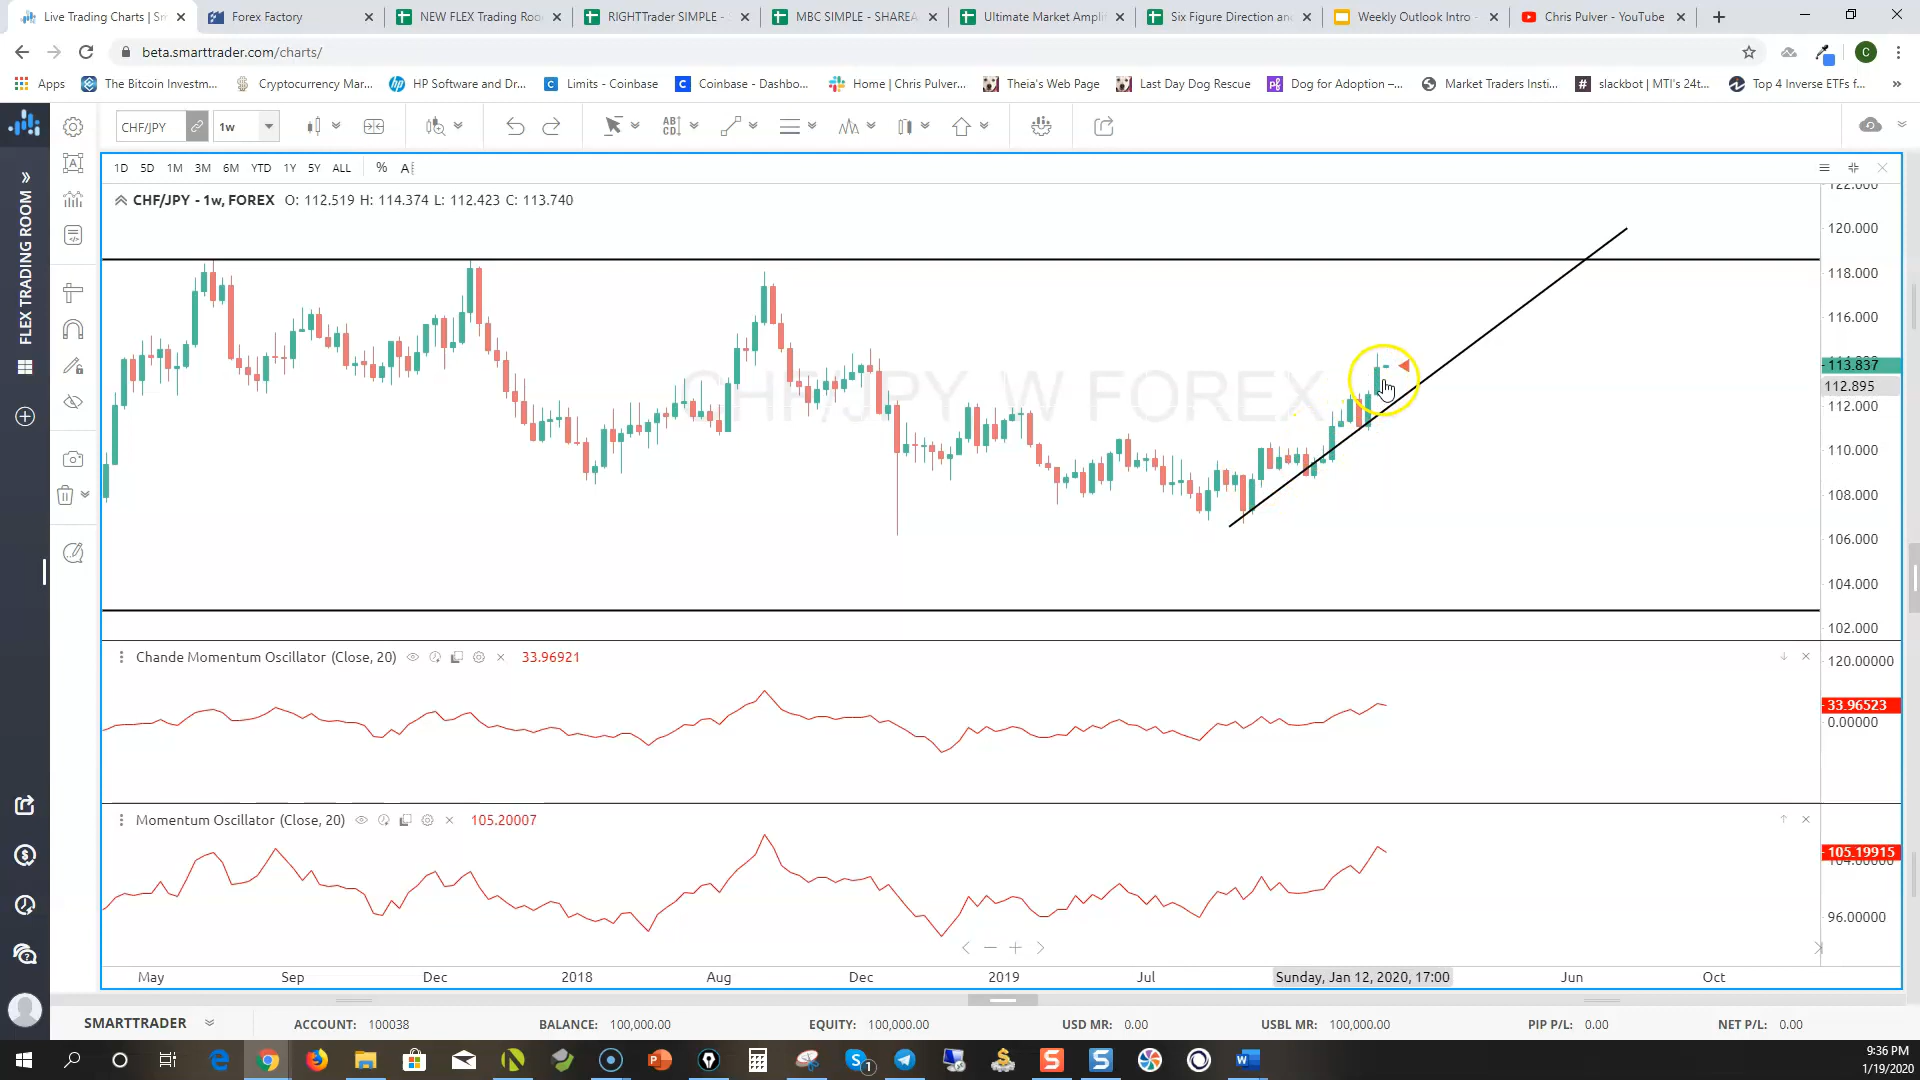 Live Trading Charts | Sm
Forex Factory
NEW FLEX Trading Roo
RIGHTTrader SIMPLE -
MBC SIMPLE - SHAREA
Ultimate Market Amplif
Six Figure Direction an
Weekly Outlook Intro -
Chris Pulver - YouTube
beta.smarttrader.com/charts/
C
Apps
The Bitcoin Investm...
Cryptocurrency Mar...
HP Software and Dr...
Limits - Coinbase
Coinbase - Dashbo...
Home | Chris Pulver...
Theia's Web Page
Last Day Dog Rescue
Dog for Adoption –...
Market Traders Insti...
slackbot | MTI's 24t...
Top 4 Inverse ETFs f...
»
CHF/JPY
1w
AB
CD
FLEX TRADING ROOM
1D 5D 1M 3M 6M YTD 1Y 5Y ALL % A
CHF/JPY - 1w, FOREX O: 112.519 H: 114.374 L: 112.423 C: 113.740
CHF/JPY, W FOREX
122.000
120.000
118.000
116.000
113.837
112.895
112.000
110.000
108.000
106.000
104.000
102.000
Chande Momentum Oscillator (Close, 20) 33.96921
120.00000
33.96523
0.00000
Momentum Oscillator (Close, 20) 105.20007
105.19915
104.00000
96.00000
May Sep Dec 2018 Aug Dec 2019 Jul Sunday, Jan 12, 2020, 17:00 Jun Oct
SMARTTRADER
ACCOUNT: 100038
BALANCE: 100,000.00
EQUITY: 100,000.00
USD MR: 0.00
USBL MR: 100,000.00
PIP P/L: 0.00
NET P/L: 0.00
9:36 PM
1/19/2020